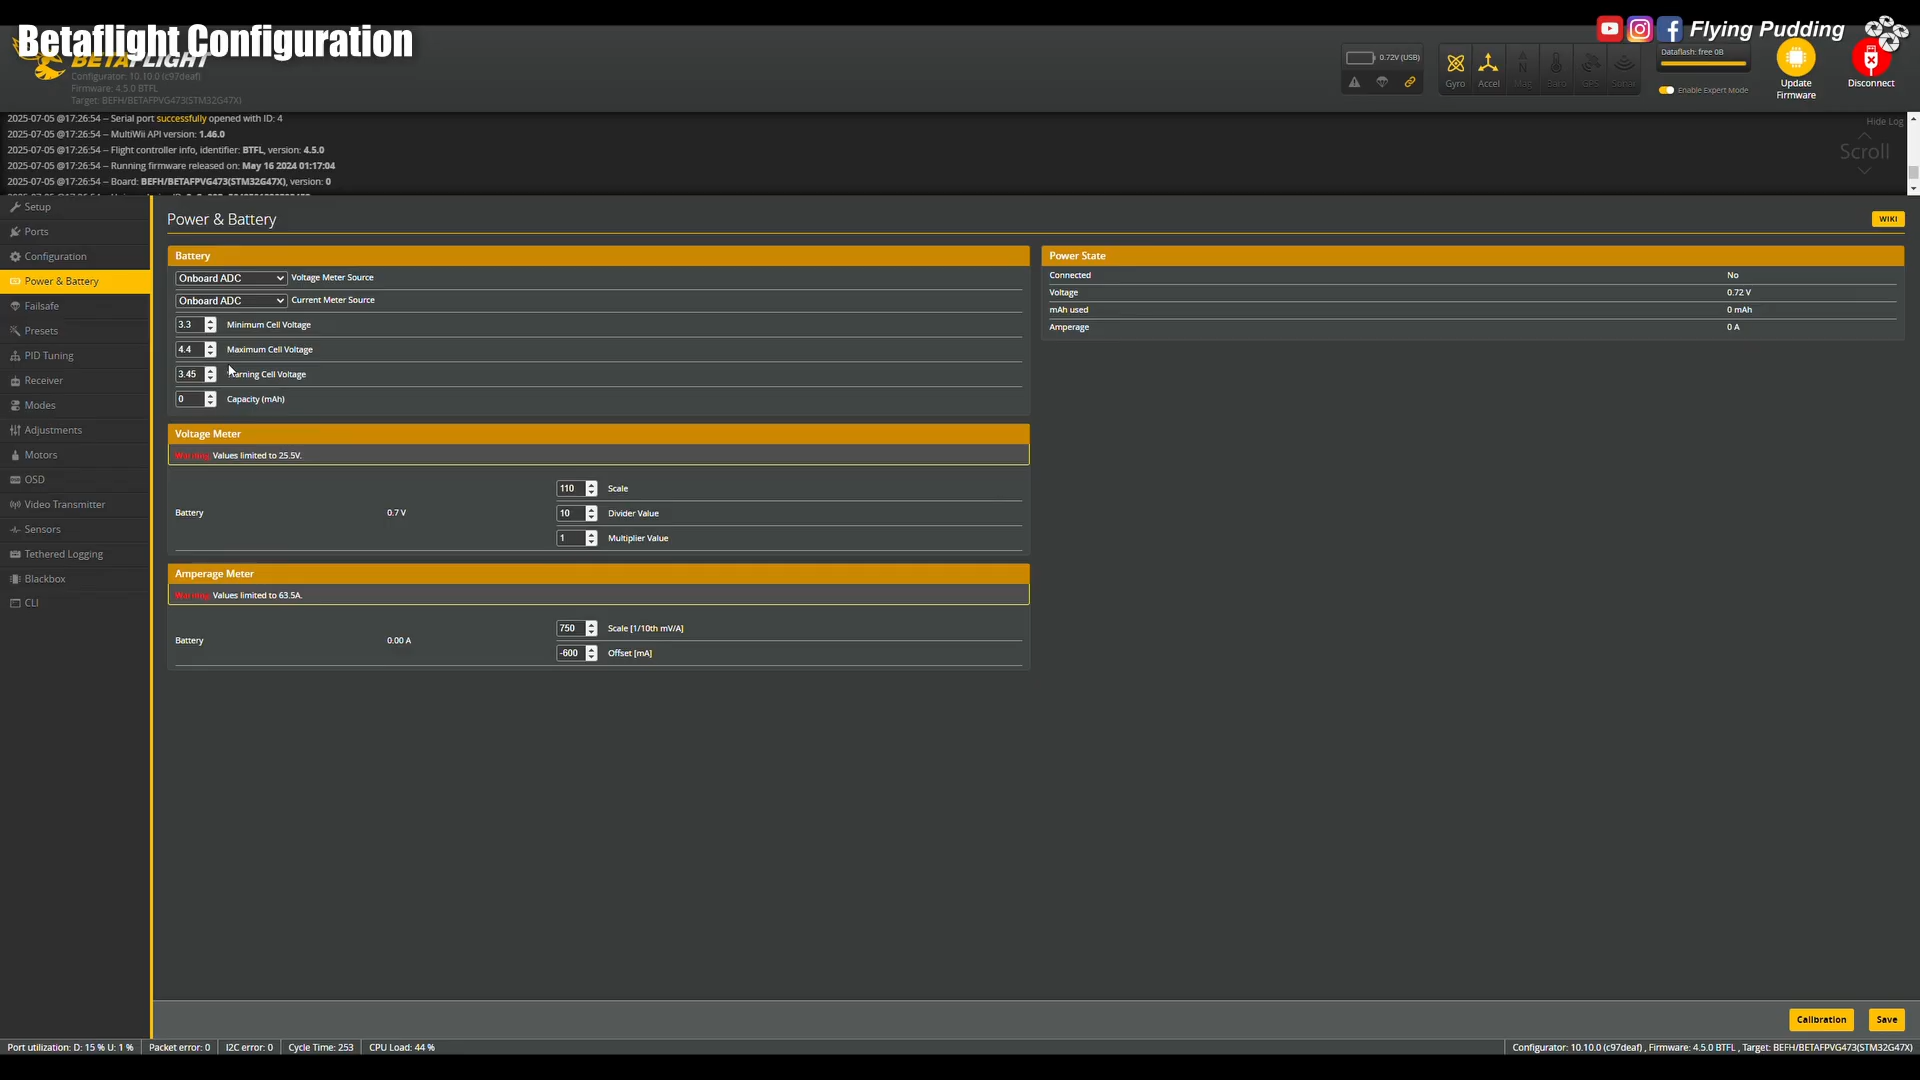 Betaflight Configuration
Flying Pudding
BETAFLIGHT
Configurator: 10.10.0 (c97deaf)
Firmware: 4.5.0 BTFL
Target: BEFH/BETAFPVG473(STM32G47X)
0.72V (USB)
Gyro
Accel
Mag
Baro
GPS
Sonar
Dataflash: free 0B
Enable Expert Mode
Update
Firmware
Disconnect
2025-07-05 @17:26:54 -- Serial port successfully opened with ID: 4
2025-07-05 @17:26:54 -- MultiWii API version: 1.46.0
2025-07-05 @17:26:54 -- Flight controller info, identifier: BTFL, version: 4.5.0
2025-07-05 @17:26:54 -- Running firmware released on: May 16 2024 01:17:04
2025-07-05 @17:26:54 -- Board: BEFH/BETAFPVG473(STM32G47X), version: 0
Hide Log
Scroll
Setup
Ports
Configuration
Power & Battery
Failsafe
Presets
PID Tuning
Receiver
Modes
Adjustments
Motors
OSD
Video Transmitter
Sensors
Tethered Logging
Blackbox
CLI
Power & Battery
WIKI
Battery
Onboard ADC Voltage Meter Source
Onboard ADC Current Meter Source
3.3 Minimum Cell Voltage
4.4 Maximum Cell Voltage
3.45 Warning Cell Voltage
0 Capacity (mAh)
Power State
Connected No
Voltage 0.72 V
mAh used 0 mAh
Amperage 0 A
Voltage Meter
Warning: Values limited to 25.5V.
Battery 0.7 V
110 Scale
10 Divider Value
1 Multiplier Value
Amperage Meter
Warning: Values limited to 63.5A.
Battery 0.00 A
750 Scale [1/10th mV/A]
-600 Offset [mA]
Calibration
Save
Port utilization: D: 15 % U: 1 %
Packet error: 0
I2C error: 0
Cycle Time: 253
CPU Load: 44 %
Configurator: 10.10.0 (c97deaf) , Firmware: 4.5.0 BTFL , Target: BEFH/BETAFPVG473(STM32G47X)